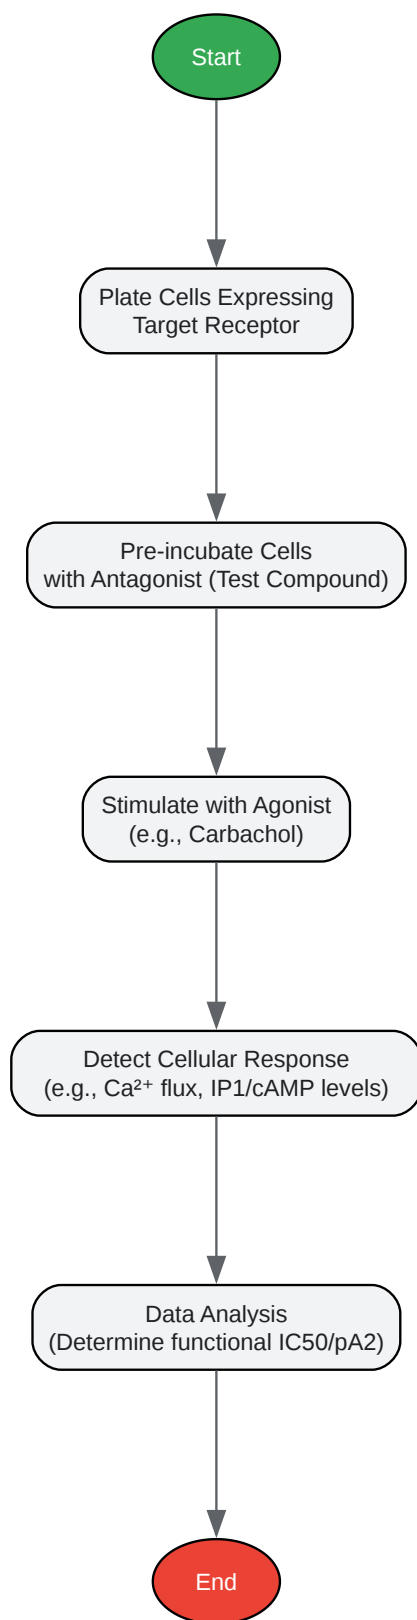 Start
Plate Cells Expressing
Target Receptor
Pre-incubate Cells
with Antagonist (Test Compound)
Stimulate with Agonist
(e.g., Carbachol)
Detect Cellular Response
(e.g., Ca²⁺ flux, IP1/cAMP levels)
Data Analysis
(Determine functional IC50/pA2)
End